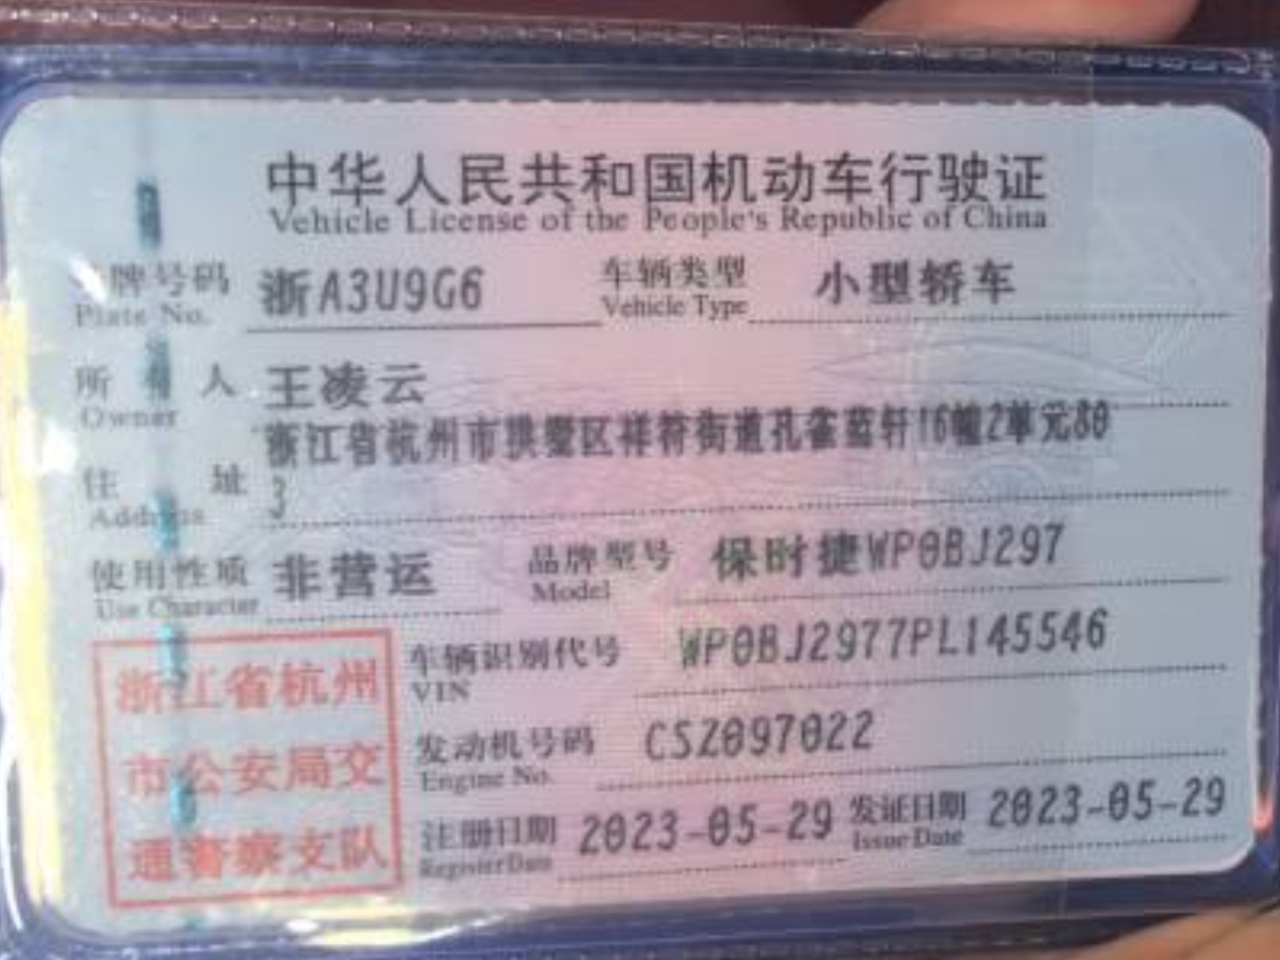 中华人民共和国机动车行驶证
Vehicle License of the People's Republic of China
牌号码 浙A3U9G6 车辆类型 小型轿车
Plate No. Vehicle Type
所有人 王凌云
Owner
浙江省杭州市拱墅区祥符街道孔雀蓝轩16幢2单元80
住址 3
Address
使用性质 非营运 品牌型号 保时捷WP0BJ297
Use Character Model
车辆识别代号 WP0BJ2977PL145546
VIN
发动机号码 CSZ097022
Engine No.
注册日期 2023-05-29 发证日期 2023-05-29
Register Date Issue Date
浙江省杭州
市公安局交
通警察支队